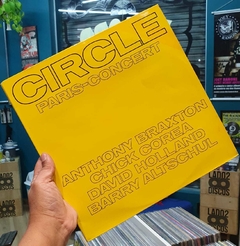 CIRCLE
PARIS-CONCERT
ANTHONY BRAXTON
CHICK COREA
DAVID HOLLAND
BARRY ALTSCHUL